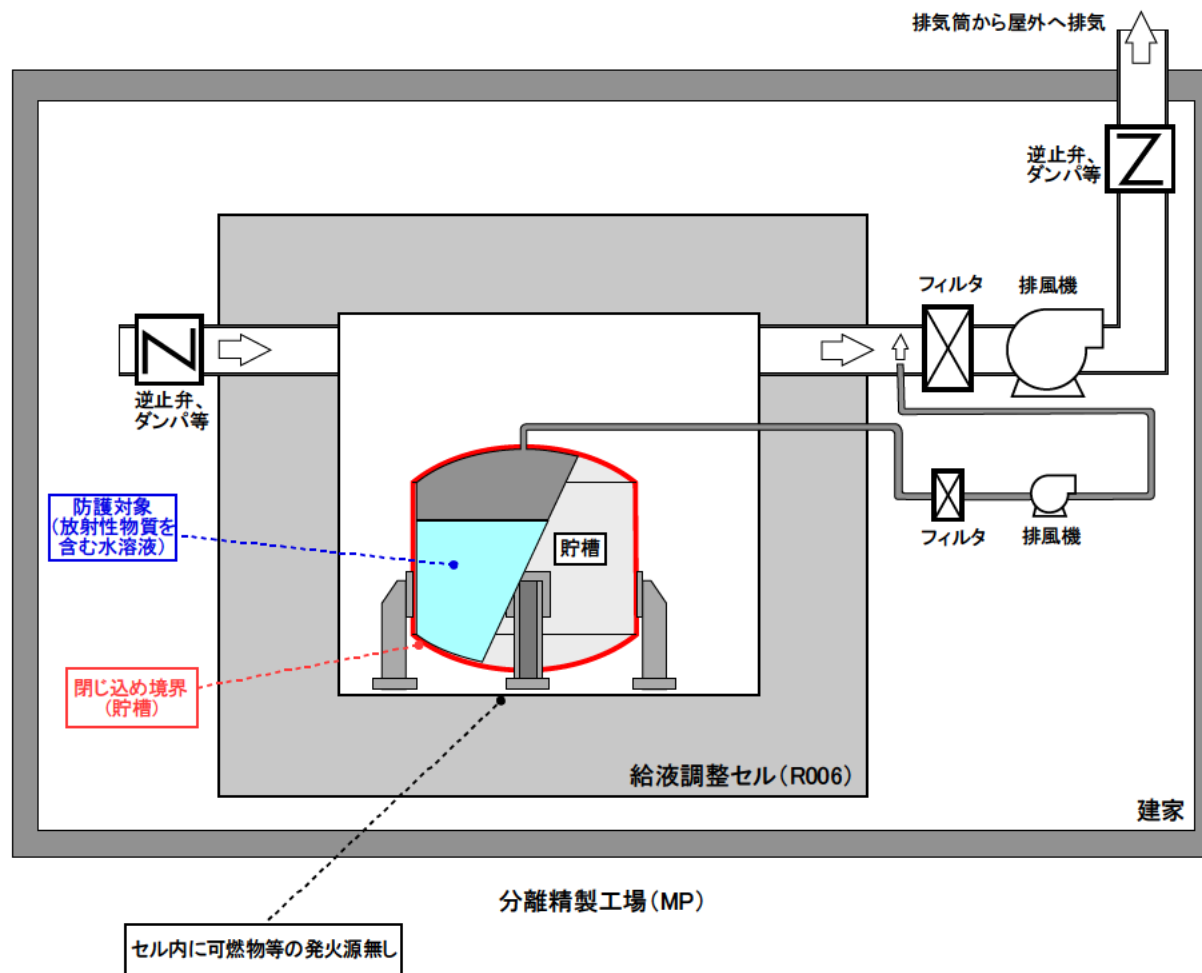 排気筒から屋外へ排気
逆止弁、
ダンパ等
フィルタ
排風機
逆止弁、
ダンパ等
防護対象
(放射性物質を
含む水溶液)
貯槽
フィルタ
排風機
閉じ込め境界
(貯槽)
給液調整セル(R006)
建家
分離精製工場(MP)
セル内に可燃物等の発火源無し